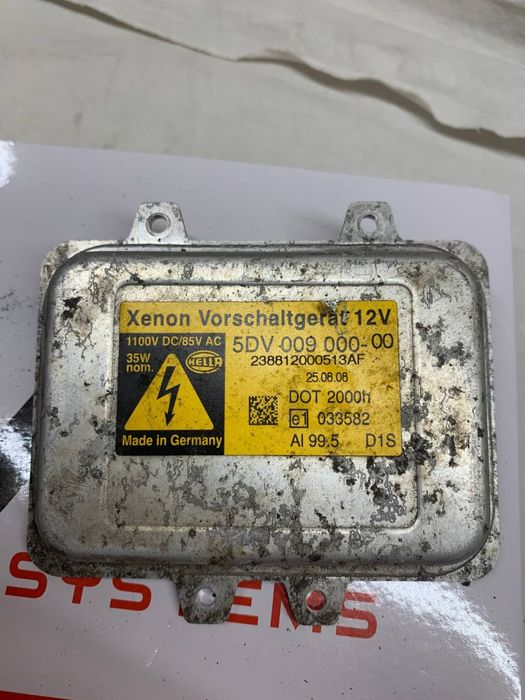 Xenon Vorschaltgerät 12V
1100V DC/85V AC
35W
nom.
HELLA
Made in Germany
5DV 009 000-00
238812000513AF
25.08.08
DOT 2000h
e1 033582
Al 99.5 D1S
SYSTEMS